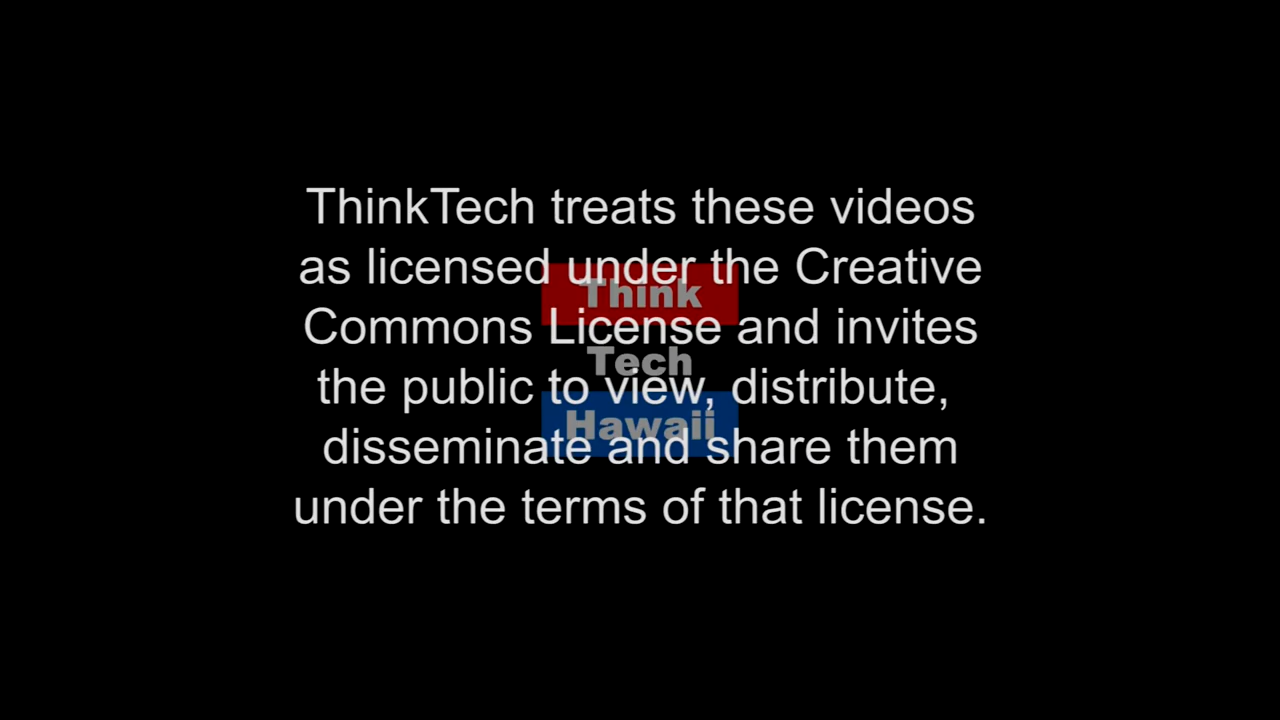 ThinkTech treats these videos
as licensed under the Creative
Think
Commons License and invites
Tech
the public to view, distribute,
Hawaii
disseminate and share them
under the terms of that license.